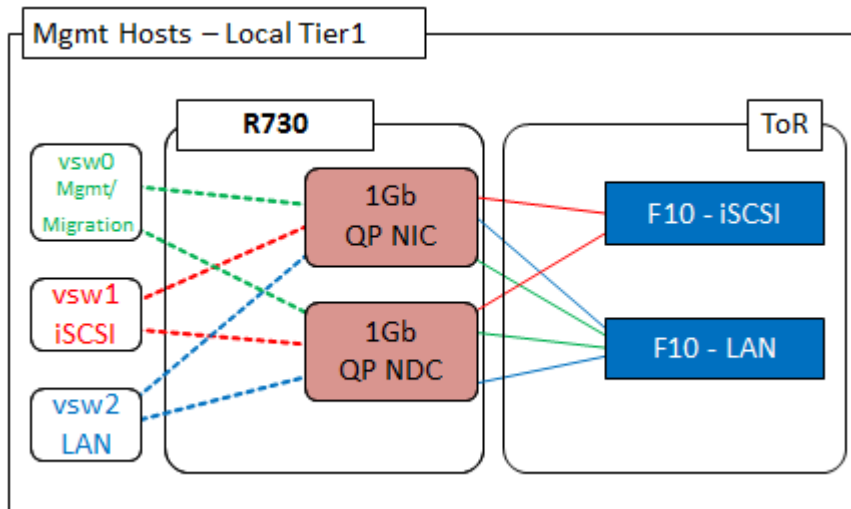 Mgmt Hosts – Local Tier1
R730
ToR
vsw0
Mgmt/
Migration
1Gb
QP NIC
F10 - iSCSI
vsw1
iSCSI
1Gb
QP NDC
F10 - LAN
vsw2
LAN